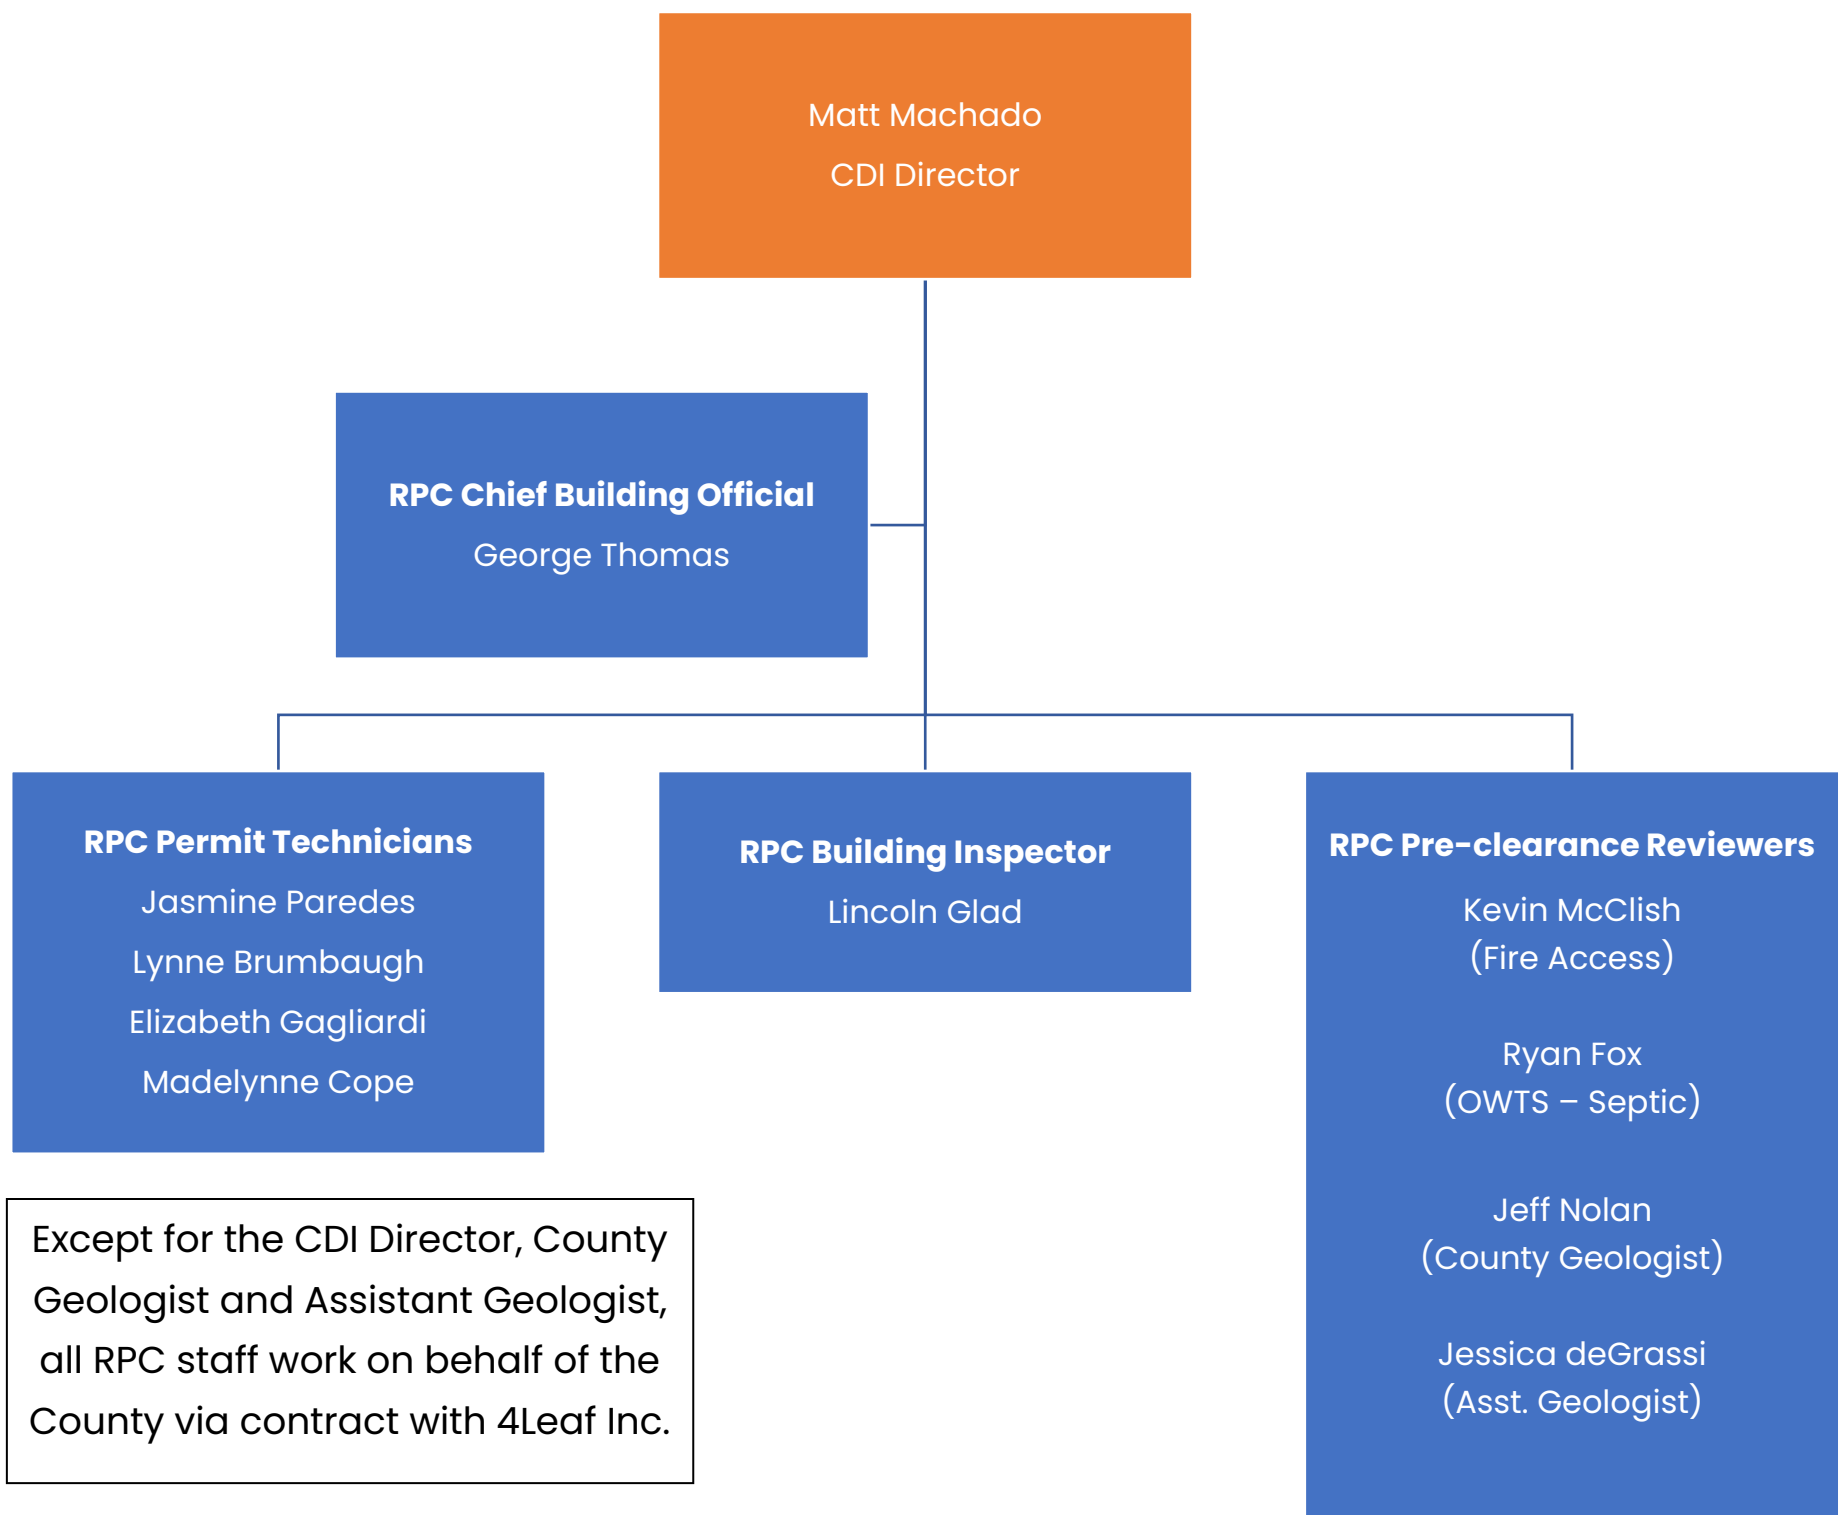 Matt Machado
CDI Director
RPC Chief Building Official
George Thomas
RPC Permit Technicians
Jasmine Paredes
Lynne Brumbaugh
Elizabeth Gagliardi
Madelynne Cope
RPC Building Inspector
Lincoln Glad
RPC Pre-clearance Reviewers
Kevin McClish
(Fire Access)
Ryan Fox
(OWTS – Septic)
Jeff Nolan
(County Geologist)
Jessica deGrassi
(Asst. Geologist)
Except for the CDI Director, County
Geologist and Assistant Geologist,
all RPC staff work on behalf of the
County via contract with 4Leaf Inc.